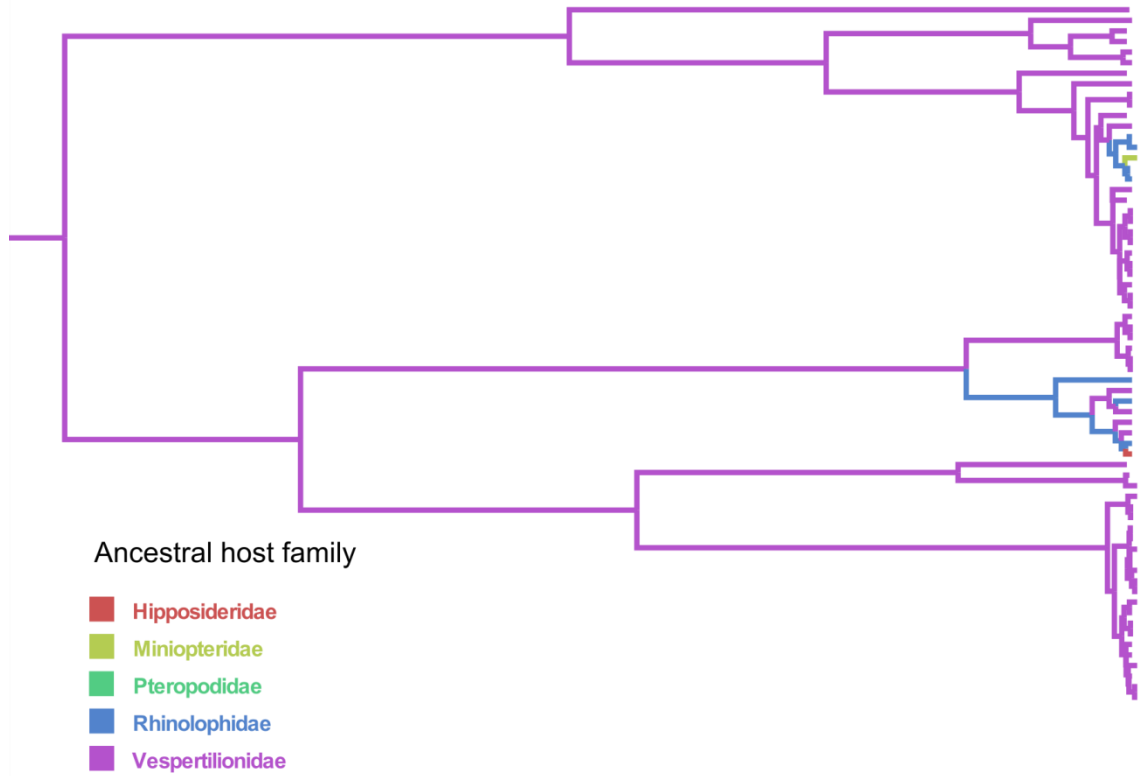 Ancestral host family
Hipposideridae
Miniopteridae
Pteropodidae
Rhinolophidae
Vespertilionidae